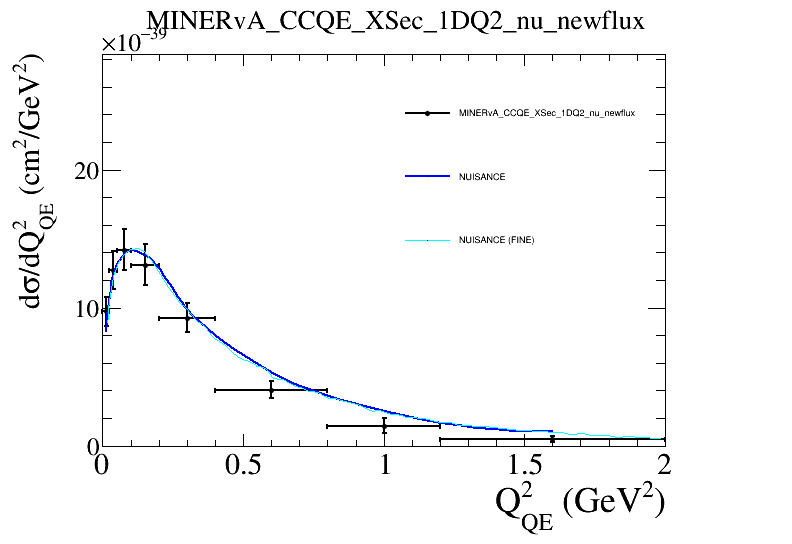 MINERvA_CCQE_XSec_1DQ2_nu_newflux
×10⁻³⁹
dσ/dQ²_QE (cm²/GeV²)
MINERvA_CCQE_XSec_1DQ2_nu_newflux
NUISANCE
NUISANCE (FINE)
20
10
0
0 0.5 1 1.5 2
Q²_QE (GeV²)